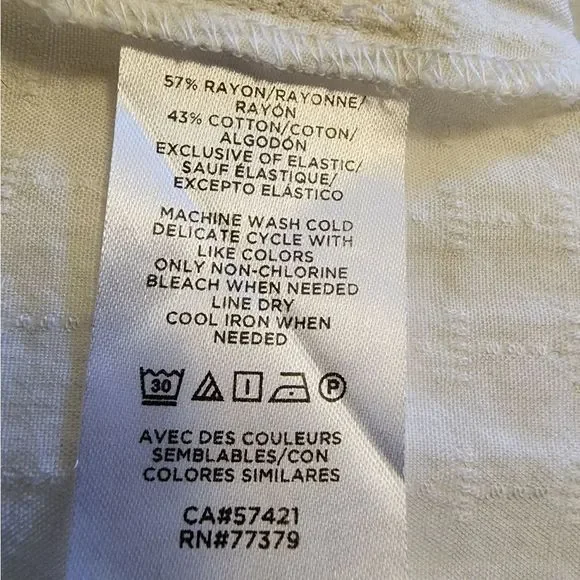 57% RAYON/RAYONNE/
RAYÓN
43% COTTON/COTON/
ALGODÓN
EXCLUSIVE OF ELASTIC/
SAUF ÉLASTIQUE/
EXCEPTO ELÁSTICO
MACHINE WASH COLD
DELICATE CYCLE WITH
LIKE COLORS
ONLY NON-CHLORINE
BLEACH WHEN NEEDED
LINE DRY
COOL IRON WHEN
NEEDED
30 P
AVEC DES COULEURS
SEMBLABLES/CON
COLORES SIMILARES
CA#57421
RN#77379